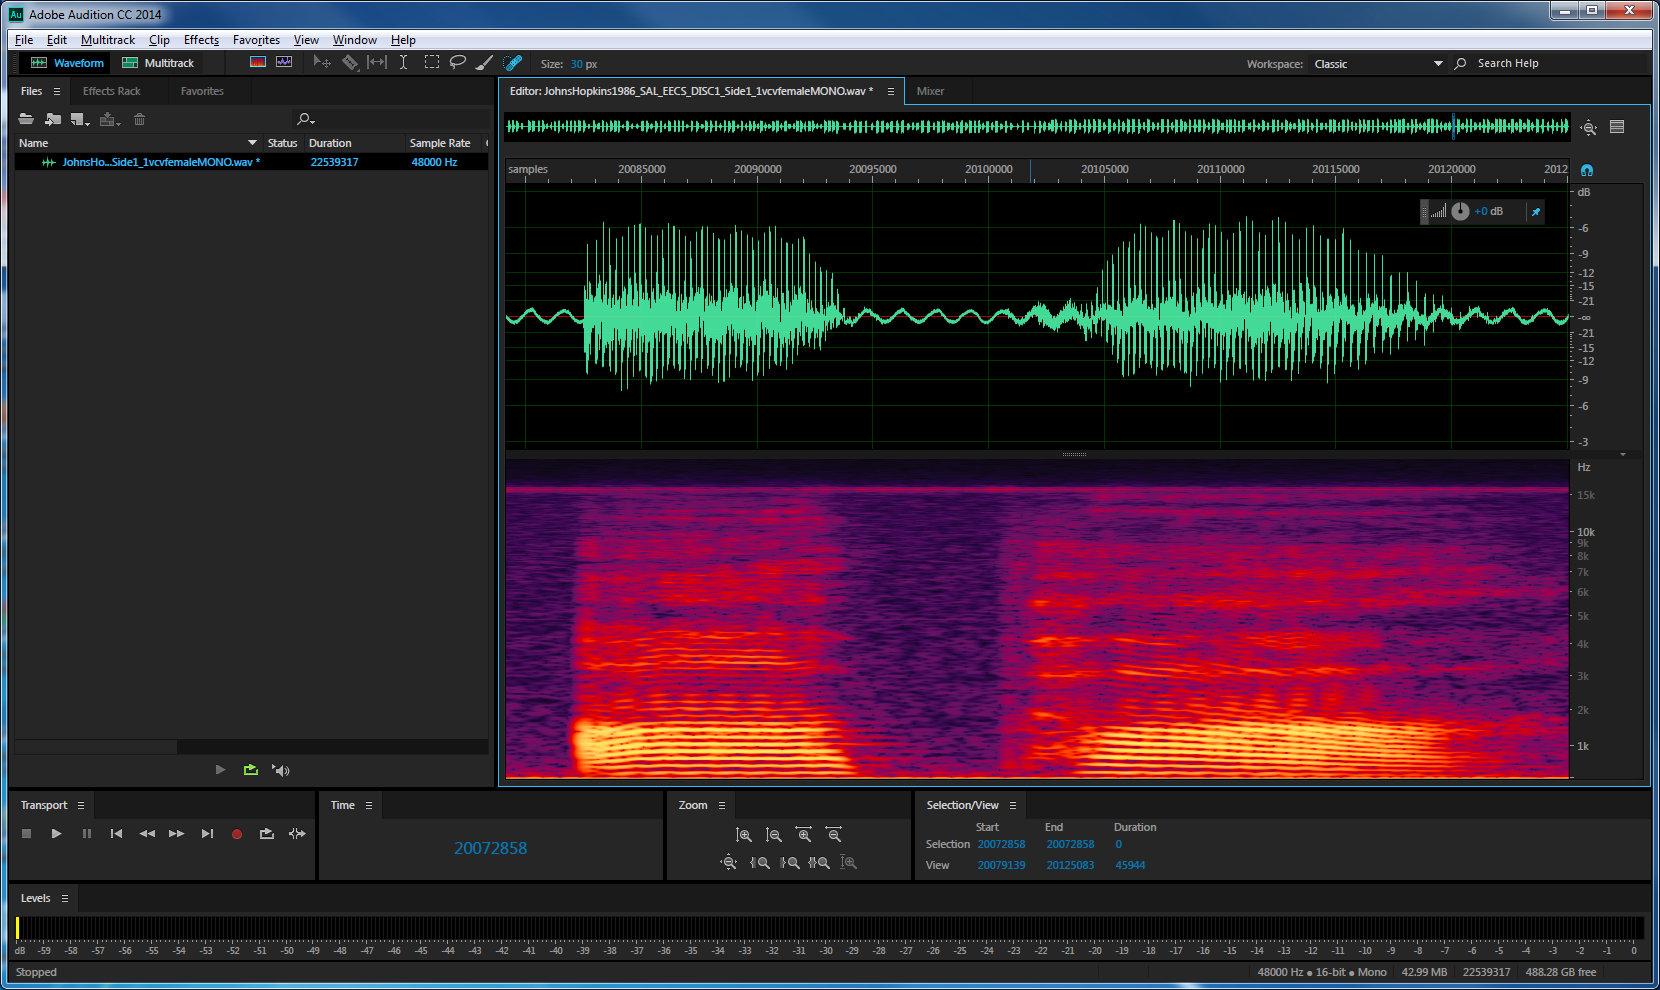 Adobe Audition CC 2014
File Edit Multitrack Clip Effects Favorites View Window Help
Waveform Multitrack Size: 30 px Workspace: Classic Search Help
Files Effects Rack Favorites
Editor: JohnsHopkins1986_SAL_EECS_DISC1_Side1_1vcvfemaleMONO.wav * Mixer
Name Status Duration Sample Rate
JohnsHo...Side1_1vcvfemaleMONO.wav * 22539317 48000 Hz
samples 20085000 20090000 20095000 20100000 20105000 20110000 20115000 20120000 2012
dB
+0 dB
-6
-9
-12
-15
-21
-∞
-21
-15
-12
-9
-6
-3
Hz
15k
10k
9k
8k
7k
6k
5k
4k
3k
2k
1k
Transport Time Zoom Selection/View
Start End Duration
20072858
Selection 20072858 20072858 0
View 20079139 20125083 45944
Levels
dB -59 -58 -57 -56 -55 -54 -53 -52 -51 -50 -49 -48 -47 -46 -45 -44 -43 -42 -41 -40 -39 -38 -37 -36 -35 -34 -33 -32 -31 -30 -29 -28 -27 -26 -25 -24 -23 -22 -21 -20 -19 -18 -17 -16 -15 -14 -13 -12 -11 -10 -9 -8 -7 -6 -5 -4 -3 -2 -1 0
Stopped 48000 Hz • 16-bit • Mono 42.99 MB 22539317 488.28 GB free